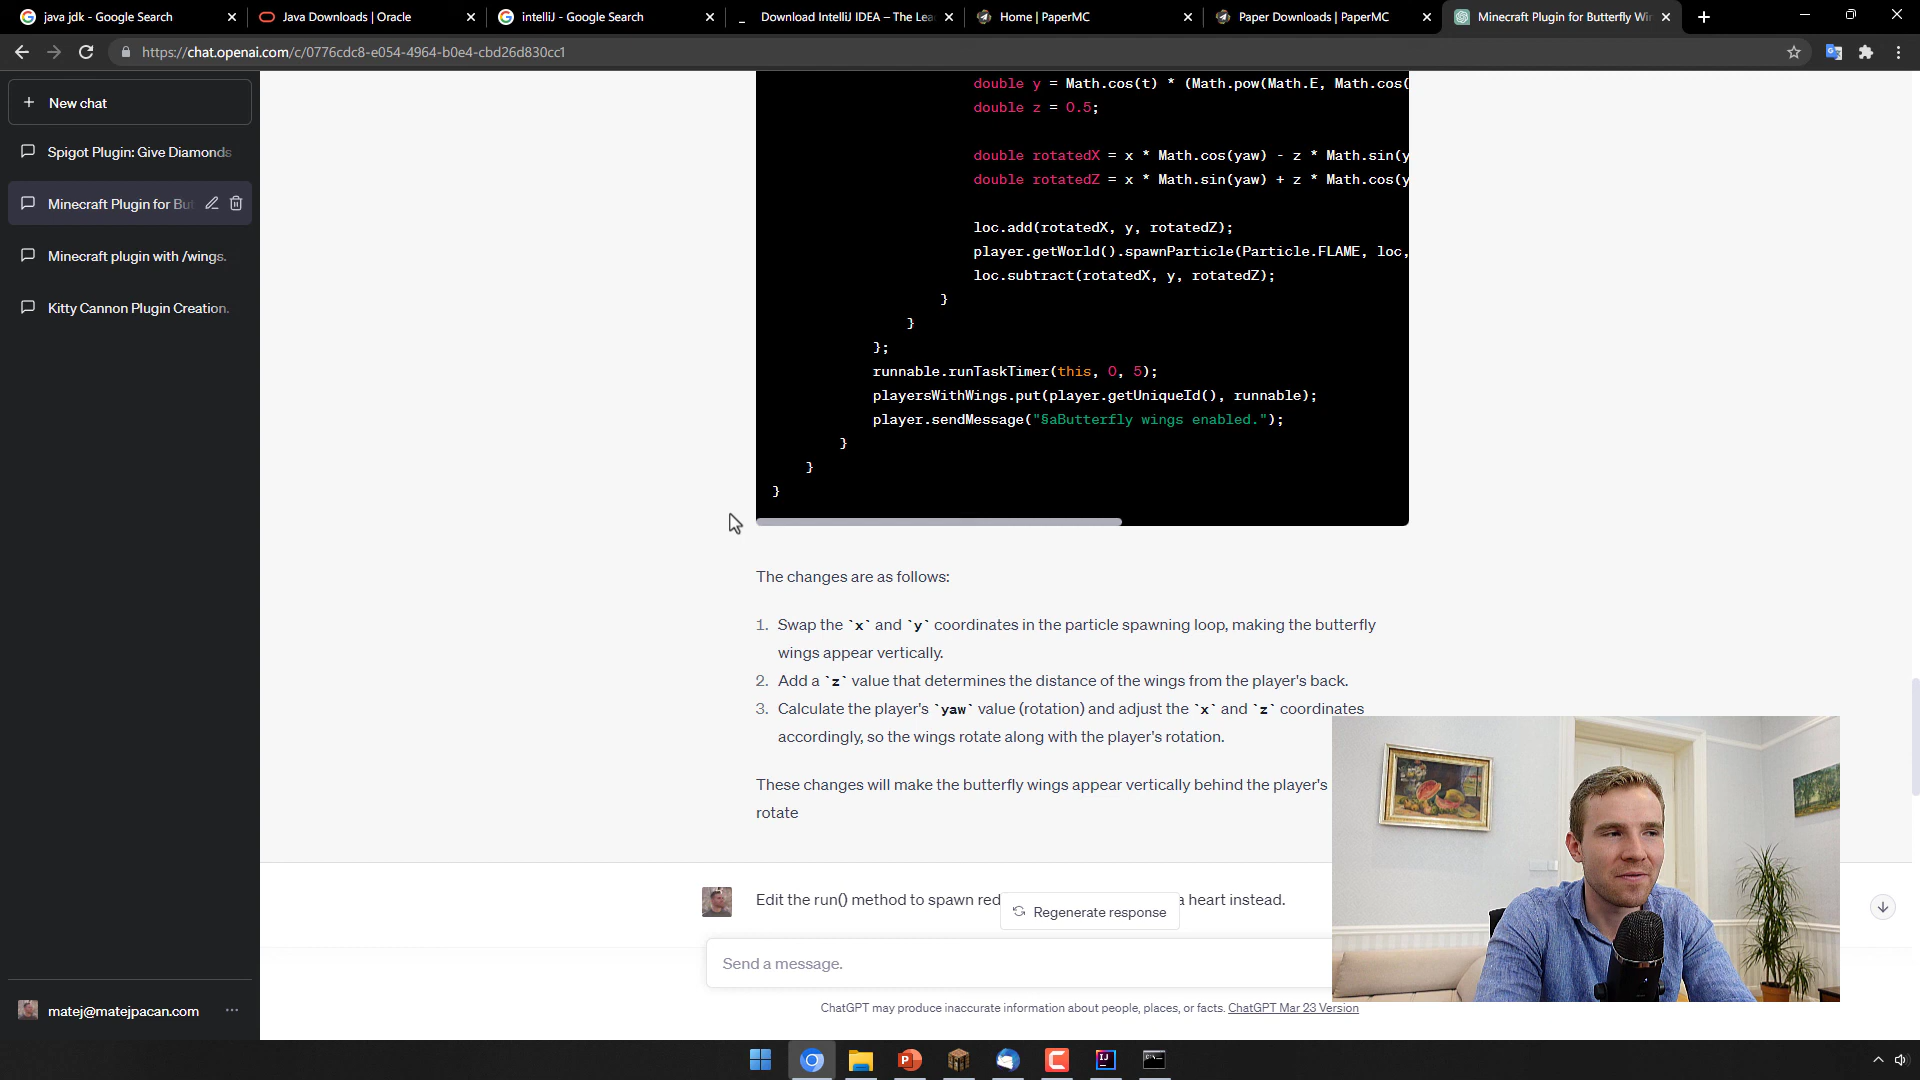 java jdk - Google Search
Java Downloads | Oracle
intelliJ - Google Search
Download IntelliJ IDEA – The Lea
Home | PaperMC
Paper Downloads | PaperMC
Minecraft Plugin for Butterfly Win
https://chat.openai.com/c/0776cdc8-e054-4964-b0e4-cbd26d830cc1
New chat
Spigot Plugin: Give Diamonds
Minecraft Plugin for But
Minecraft plugin with /wings.
Kitty Cannon Plugin Creation.
matej@matejpacan.com
double y = Math.cos(t) * (Math.pow(Math.E, Math.cos(
double z = 0.5;
double rotatedX = x * Math.cos(yaw) - z * Math.sin(y
double rotatedZ = x * Math.sin(yaw) + z * Math.cos(y
loc.add(rotatedX, y, rotatedZ);
player.getWorld().spawnParticle(Particle.FLAME, loc,
loc.subtract(rotatedX, y, rotatedZ);
}
}
};
runnable.runTaskTimer(this, 0, 5);
playersWithWings.put(player.getUniqueId(), runnable);
player.sendMessage("§aButterfly wings enabled.");
}
}
}
The changes are as follows:
1. Swap the `x` and `y` coordinates in the particle spawning loop, making the butterfly
wings appear vertically.
2. Add a `z` value that determines the distance of the wings from the player's back.
3. Calculate the player's `yaw` value (rotation) and adjust the `x` and `z` coordinates
accordingly, so the wings rotate along with the player's rotation.
These changes will make the butterfly wings appear vertically behind the player's
rotate
Edit the run() method to spawn red a heart instead.
Regenerate response
Send a message.
ChatGPT may produce inaccurate information about people, places, or facts. ChatGPT Mar 23 Version